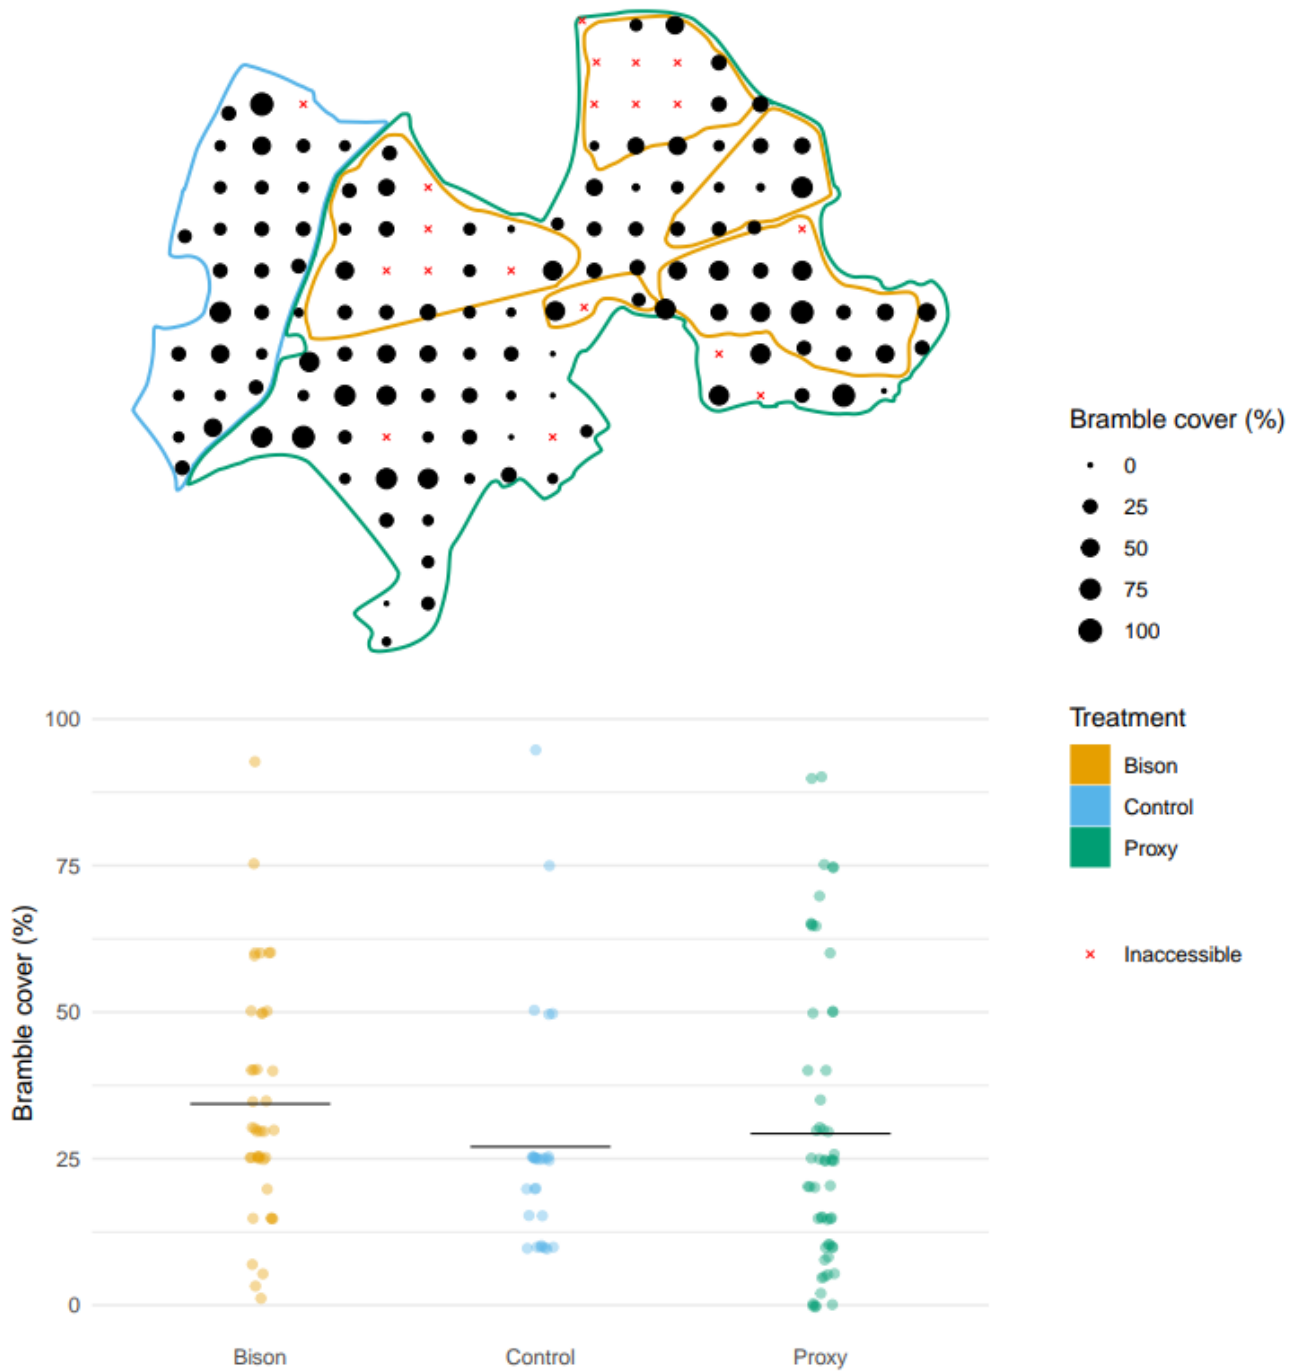 Bramble cover (%)
0
25
50
75
100
Treatment
Bison
Control
Proxy
Inaccessible
100
75
50
25
0
Bramble cover (%)
Bison
Control
Proxy